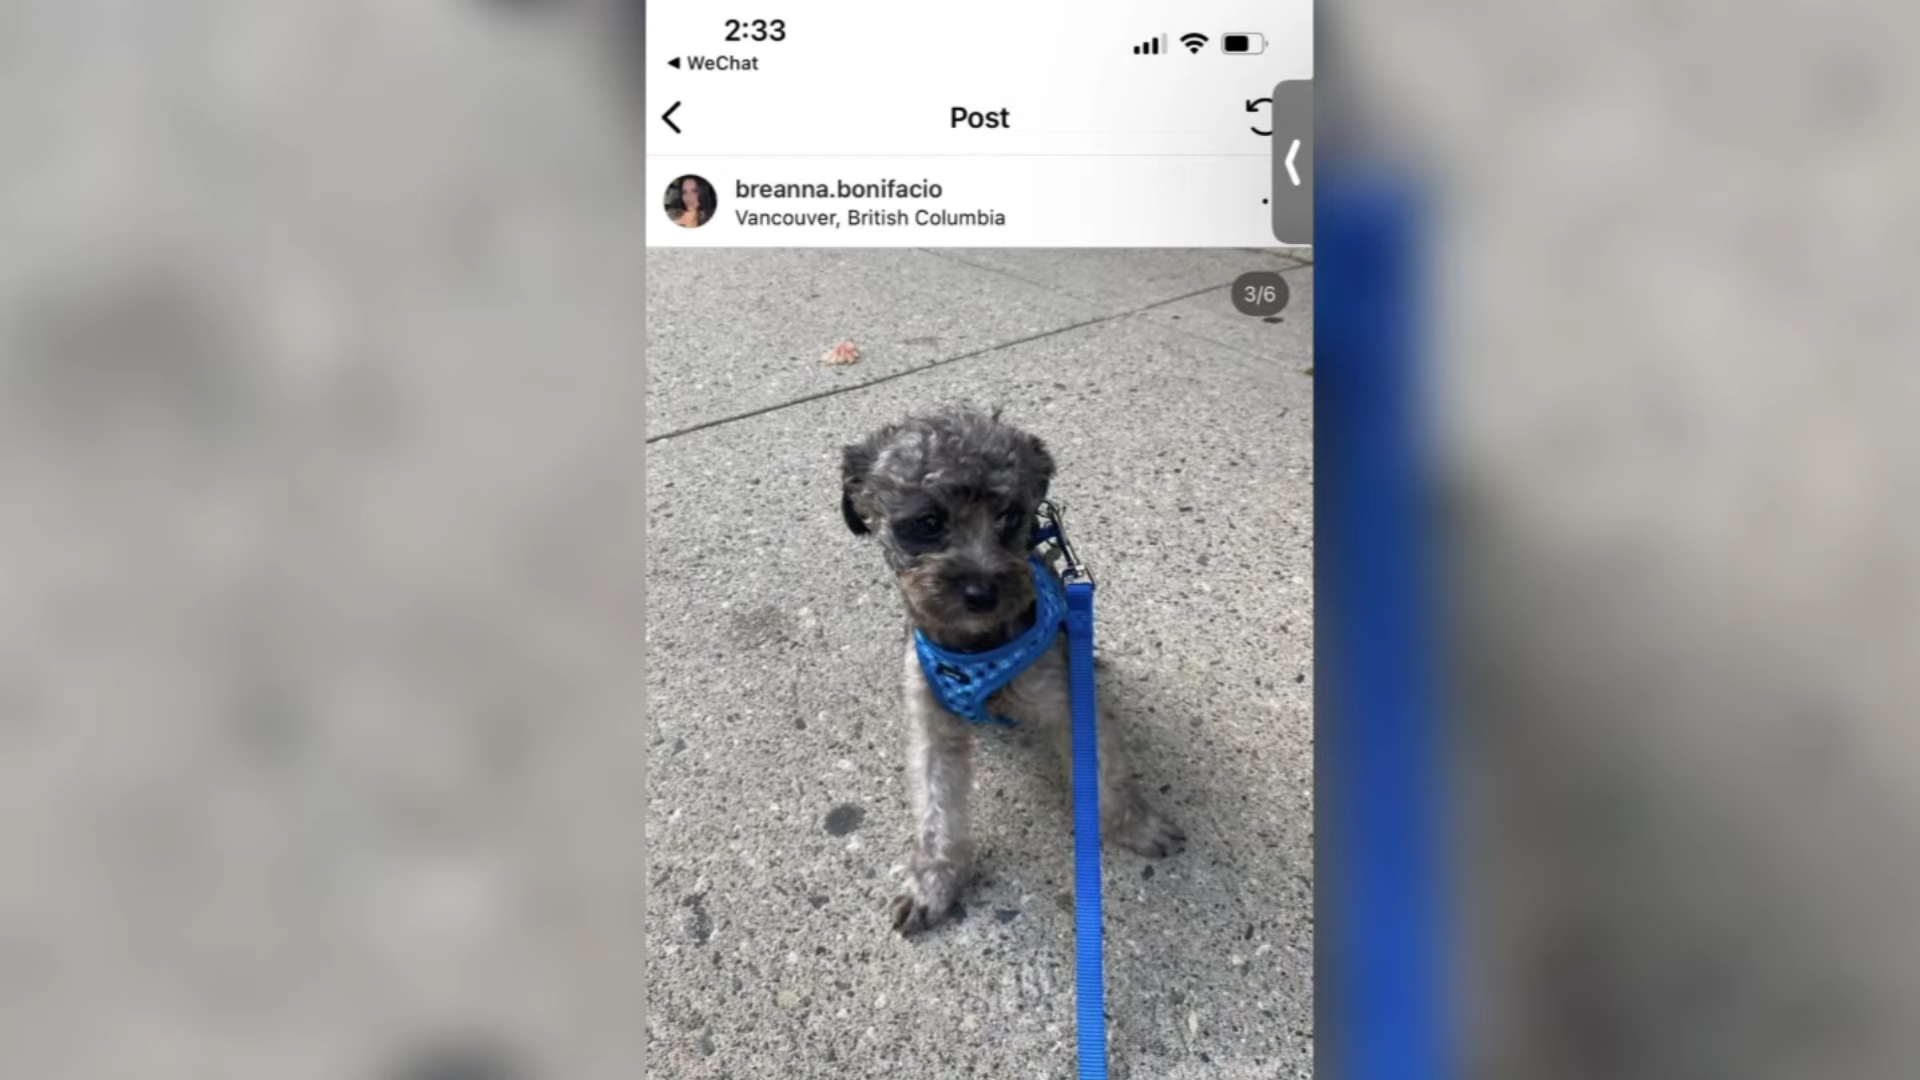 2:33
◀ WeChat
Post
breanna.bonifacio
Vancouver, British Columbia
3/6